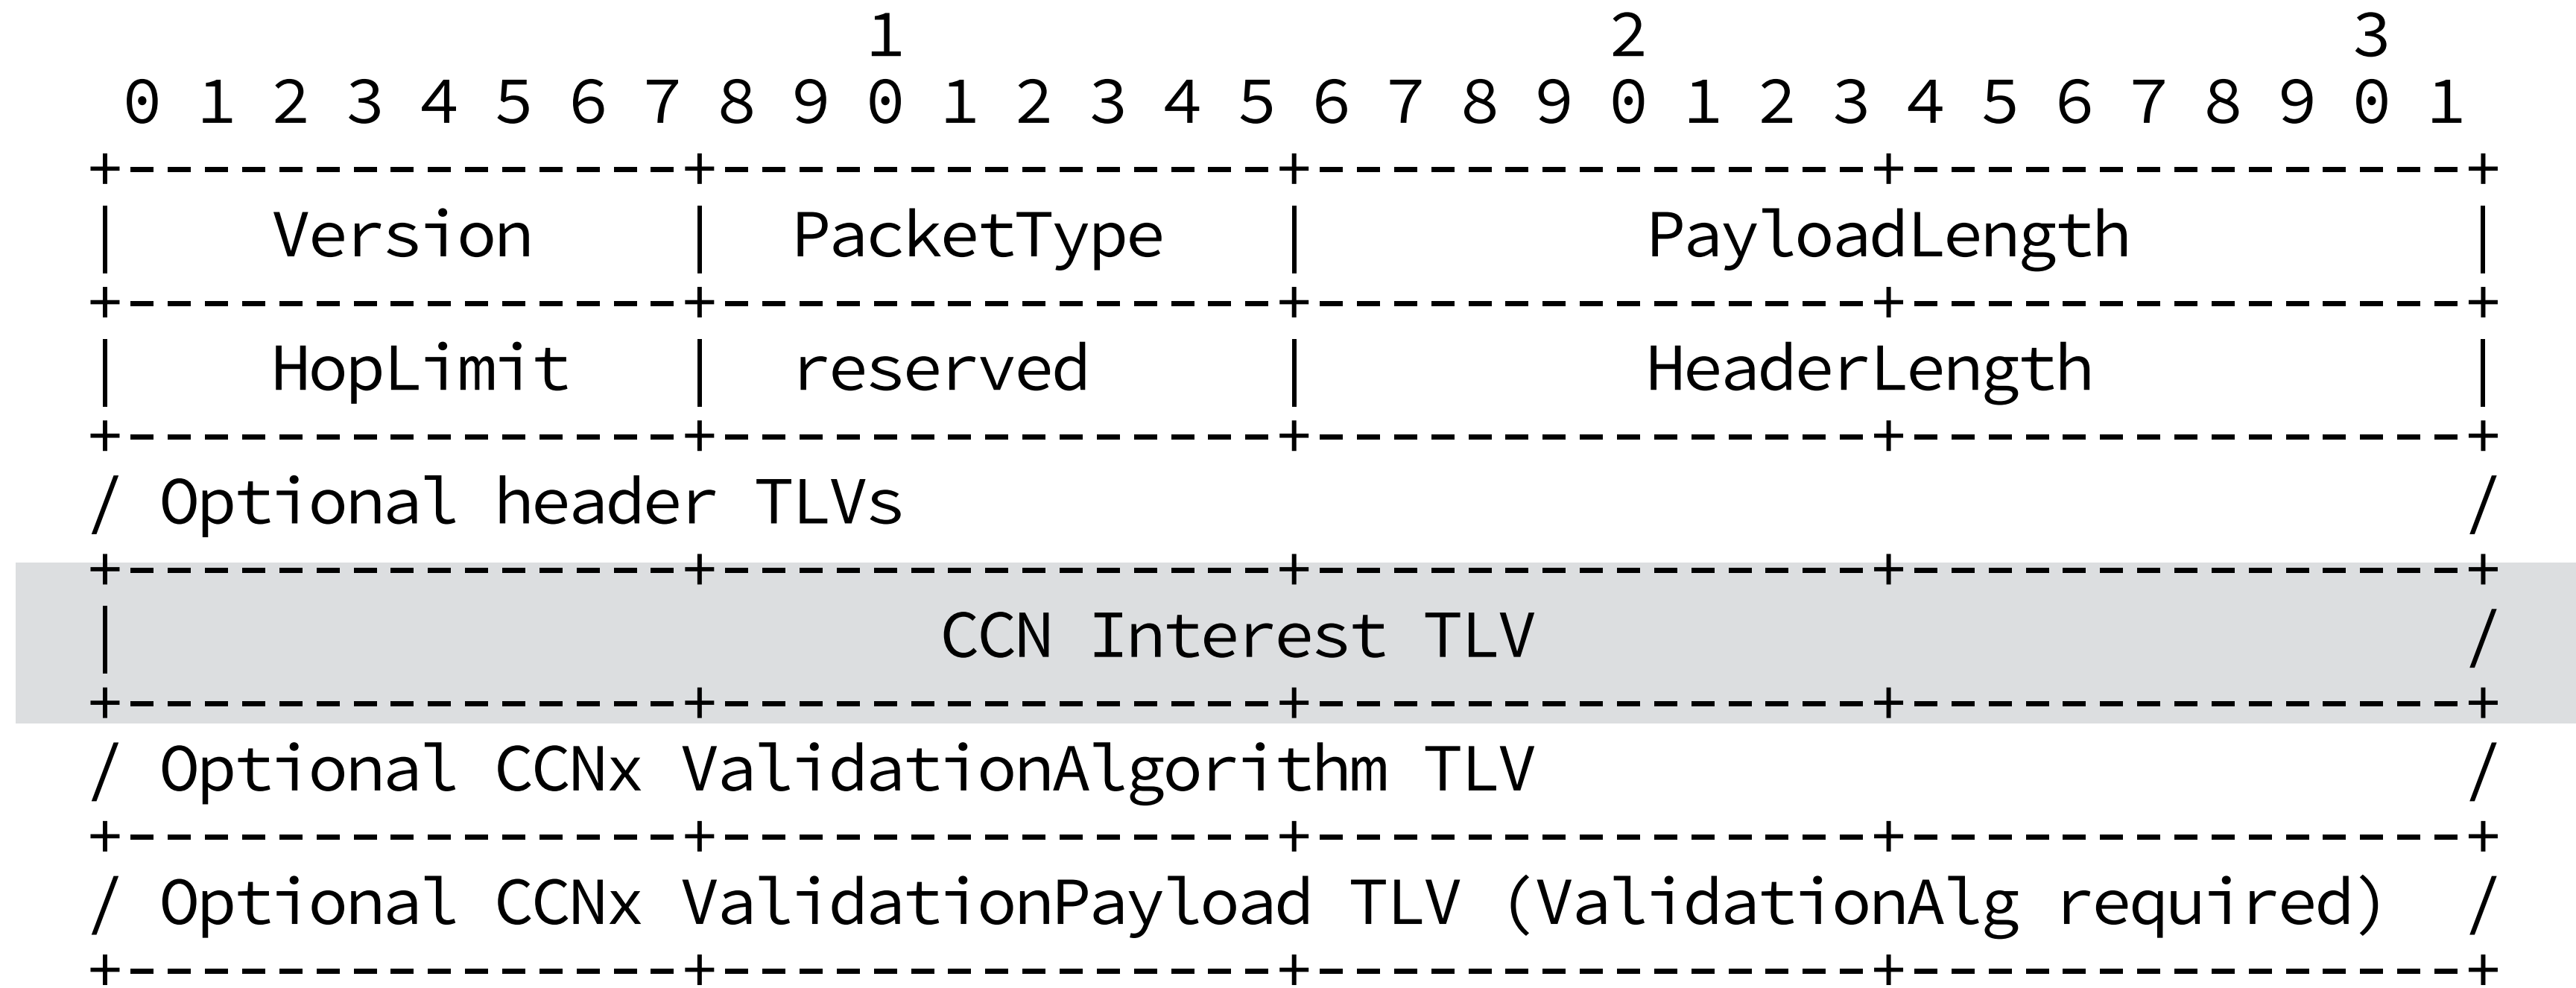 1 2 3
0 1 2 3 4 5 6 7 8 9 0 1 2 3 4 5 6 7 8 9 0 1 2 3 4 5 6 7 8 9 0 1
+---------------+---------------+---------------+---------------+
| Version | PacketType | PayloadLength |
+---------------+---------------+---------------+---------------+
| HopLimit | reserved | HeaderLength |
+---------------+---------------+---------------+---------------+
/ Optional header TLVs /
+---------------+---------------+---------------+---------------+
| CCN Interest TLV /
+---------------+---------------+---------------+---------------+
/ Optional CCNx ValidationAlgorithm TLV /
+---------------+---------------+---------------+---------------+
/ Optional CCNx ValidationPayload TLV (ValidationAlg required) /
+---------------+---------------+---------------+---------------+